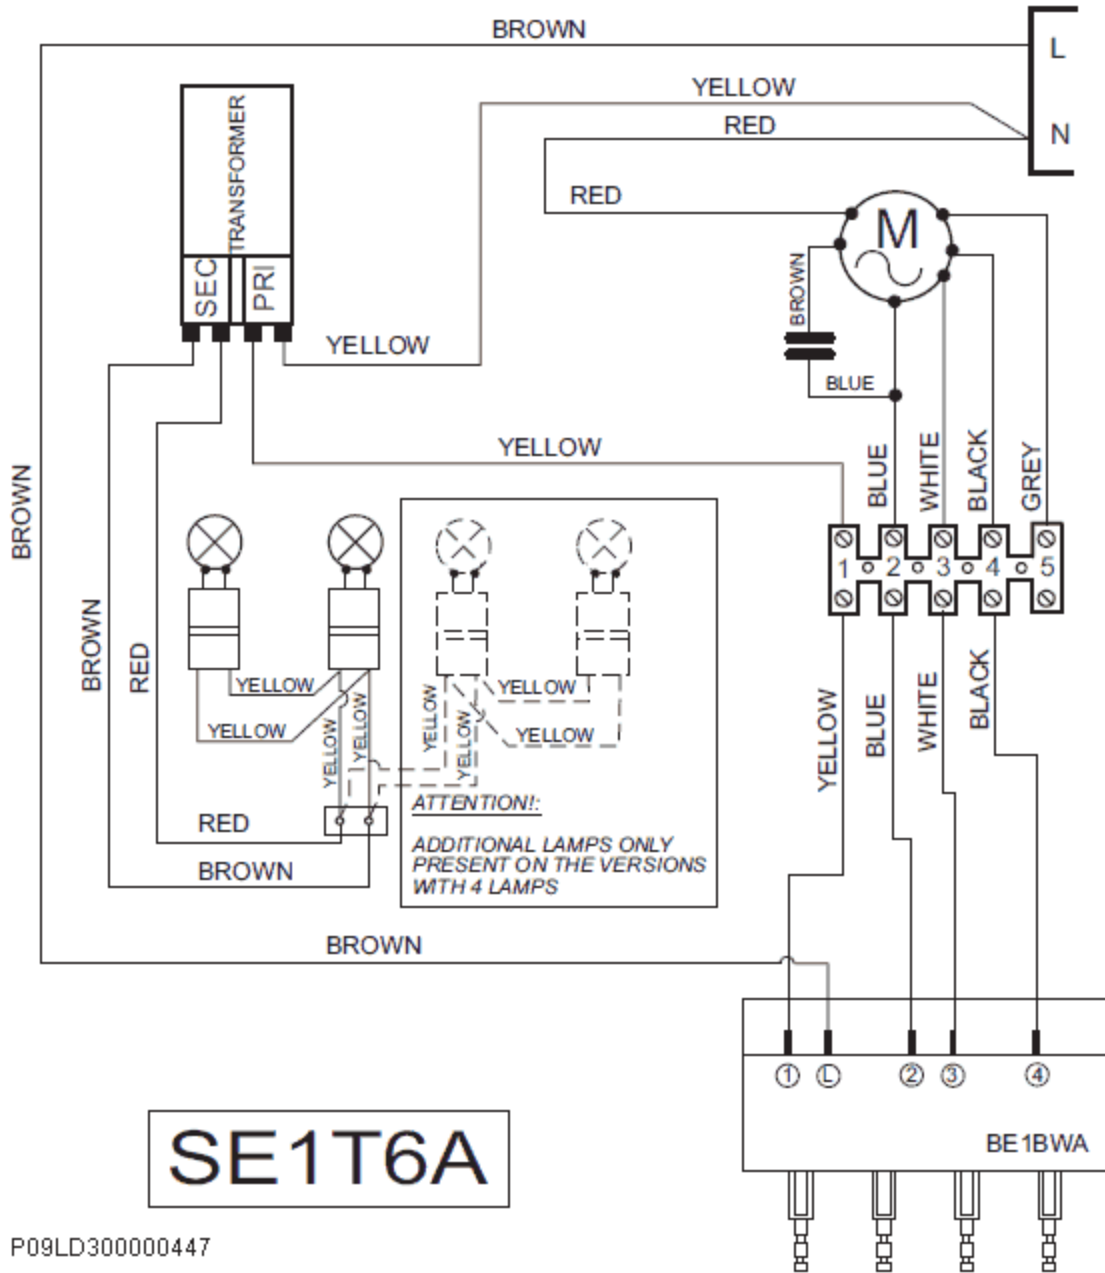 BROWN
L
YELLOW
RED
N
RED
TRANSFORMER
SEC
PRI
M
BROWN
YELLOW
BLUE
YELLOW
BROWN
BLUE
WHITE
BLACK
GREY
1
2
3
4
5
BROWN
RED
YELLOW
YELLOW
YELLOW
YELLOW
YELLOW
YELLOW
YELLOW
YELLOW
YELLOW
BLUE
WHITE
BLACK
RED
BROWN
ATTENTION!:
ADDITIONAL LAMPS ONLY
PRESENT ON THE VERSIONS
WITH 4 LAMPS
BROWN
1
L
2
3
4
BE1BWA
SE1T6A
P09LD300000447